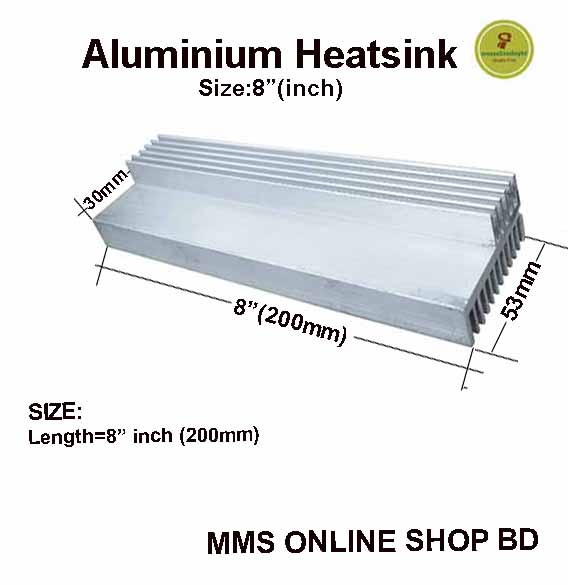 Aluminium Heatsink
Size:8”(inch)
30mm
8”(200mm)
53mm
SIZE:
Length=8” inch (200mm)
MMS ONLINE SHOP BD